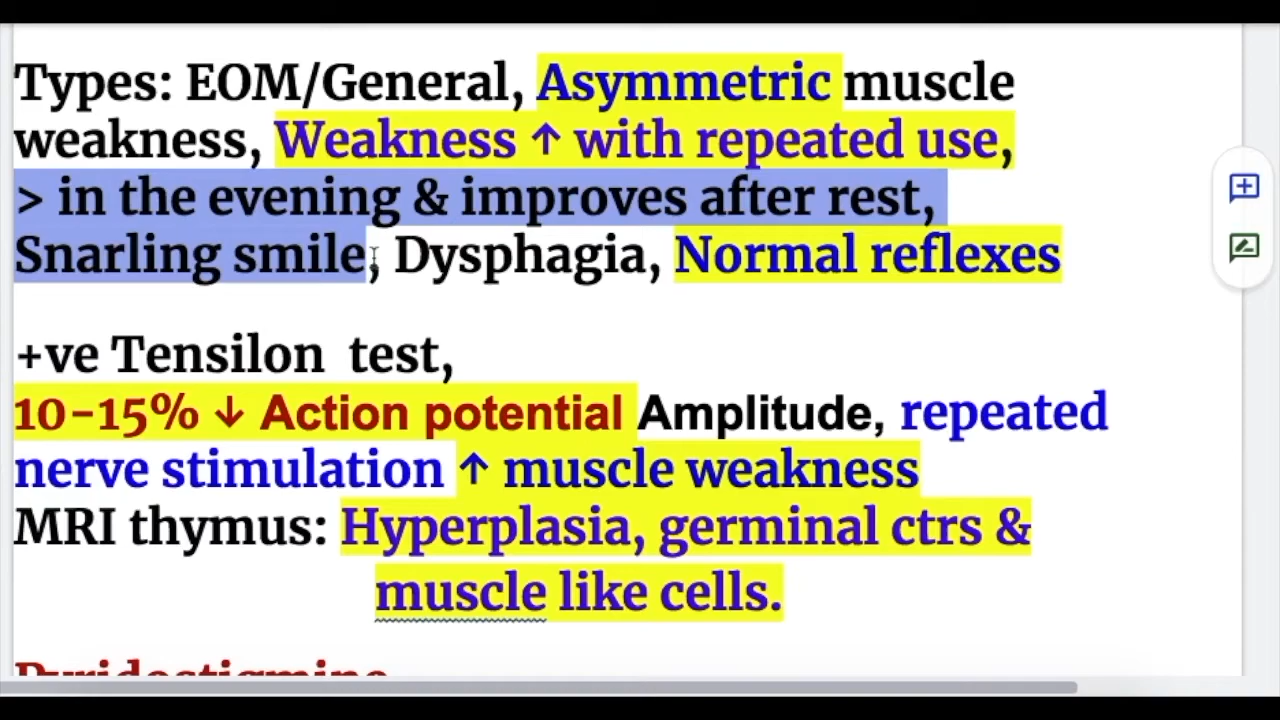 Types: EOM/General, Asymmetric muscle
weakness, Weakness ↑ with repeated use,
> in the evening & improves after rest,
Snarling smile, Dysphagia, Normal reflexes
+ve Tensilon test,
10-15% ↓ Action potential Amplitude, repeated
nerve stimulation ↑ muscle weakness
MRI thymus: Hyperplasia, germinal ctrs &
muscle like cells.
Pyridostigmine